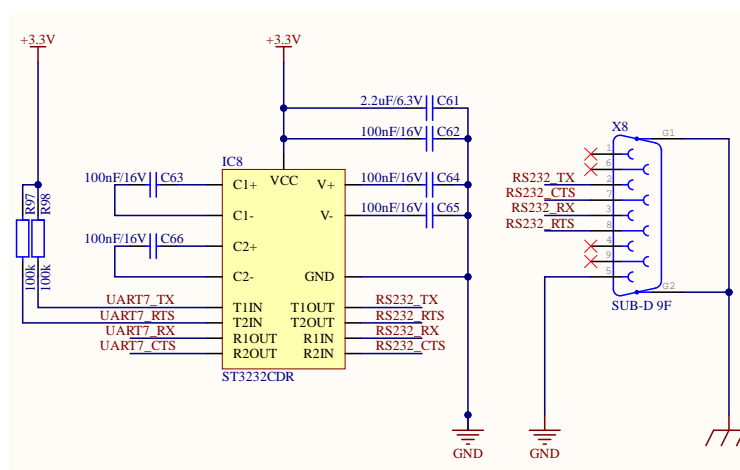 +3.3V
+3.3V
2.2uF/6.3V C61
100nF/16V C62
X8
G1
IC8
VCC
100nF/16V C63
C1+
V+
100nF/16V C64
C1-
V-
100nF/16V C65
R97
R98
100nF/16V C66
C2+
C2-
GND
100k
100k
UART7_TX
T1IN
T1OUT
RS232_TX
UART7_RTS
T2IN
T2OUT
RS232_RTS
UART7_RX
R1OUT
R1IN
RS232_RX
UART7_CTS
R2OUT
R2IN
RS232_CTS
ST3232CDR
1
6
RS232_TX
2
RS232_CTS
7
RS232_RX
3
RS232_RTS
8
4
9
5
G2
SUB-D 9F
GND
GND